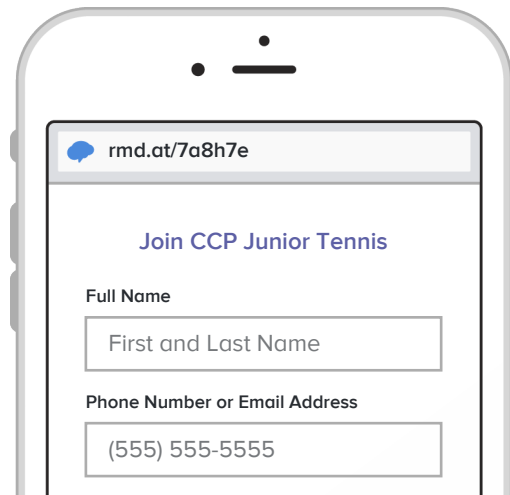 rmd.at/7a8h7e
Join CCP Junior Tennis
Full Name
First and Last Name
Phone Number or Email Address
(555) 555-5555